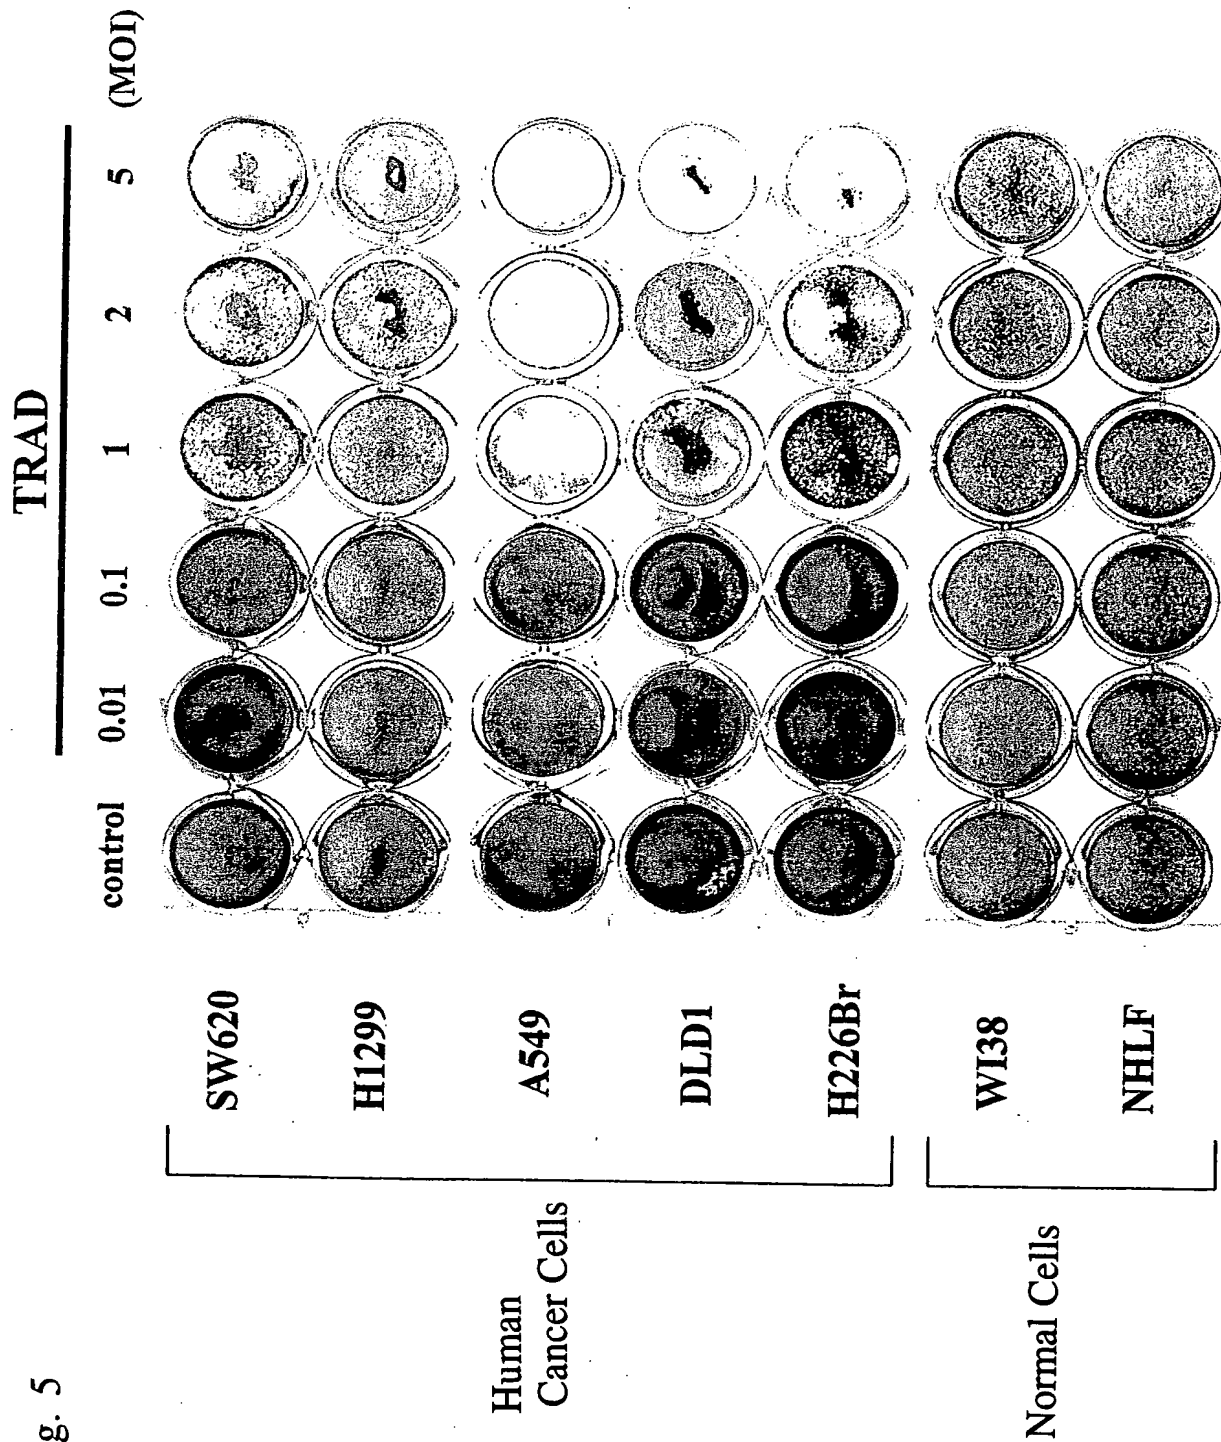 g. 5
TRAD
control 0.01 0.1 1 2 5 (MOI)
SW620
H1299
A549
DLD1
H226Br
WI38
NHLF
Human
Cancer Cells
Normal Cells